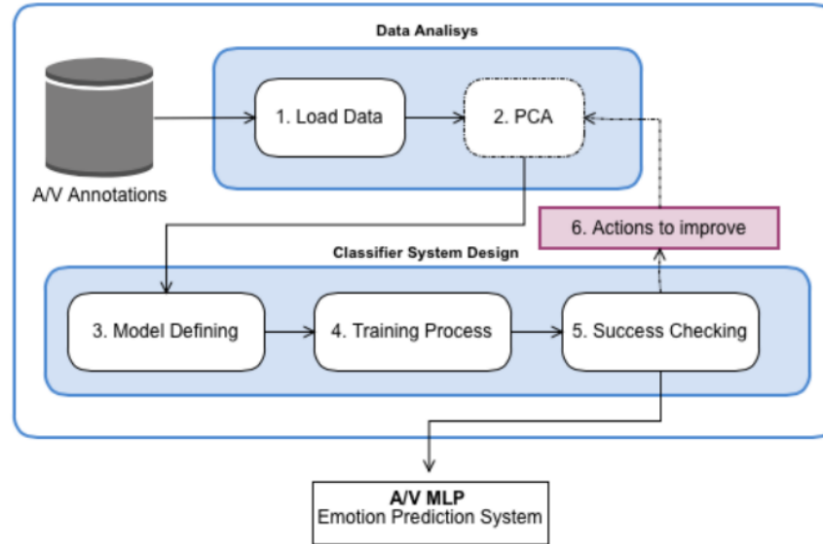 Data Analisys
1. Load Data
2. PCA
A/V Annotations
6. Actions to improve
Classifier System Design
3. Model Defining
4. Training Process
5. Success Checking
A/V MLP
Emotion Prediction System